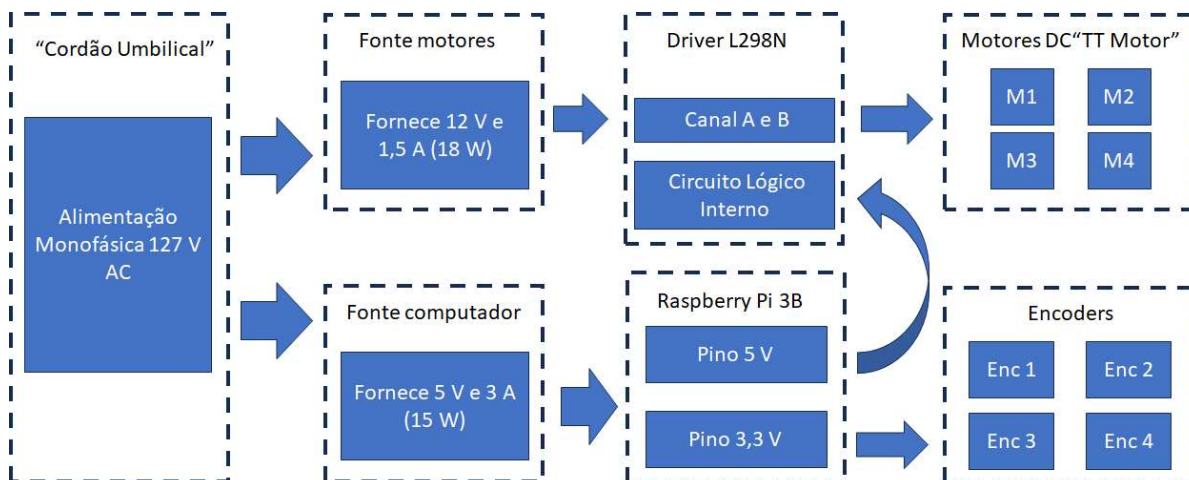 “Cordão Umbilical”
Alimentação
Monofásica 127 V
AC
Fonte motores
Fornece 12 V e
1,5 A (18 W)
Fonte computador
Fornece 5 V e 3 A
(15 W)
Driver L298N
Canal A e B
Circuito Lógico
Interno
Raspberry Pi 3B
Pino 5 V
Pino 3,3 V
Motores DC“TT Motor”
M1
M2
M3
M4
Encoders
Enc 1
Enc 2
Enc 3
Enc 4